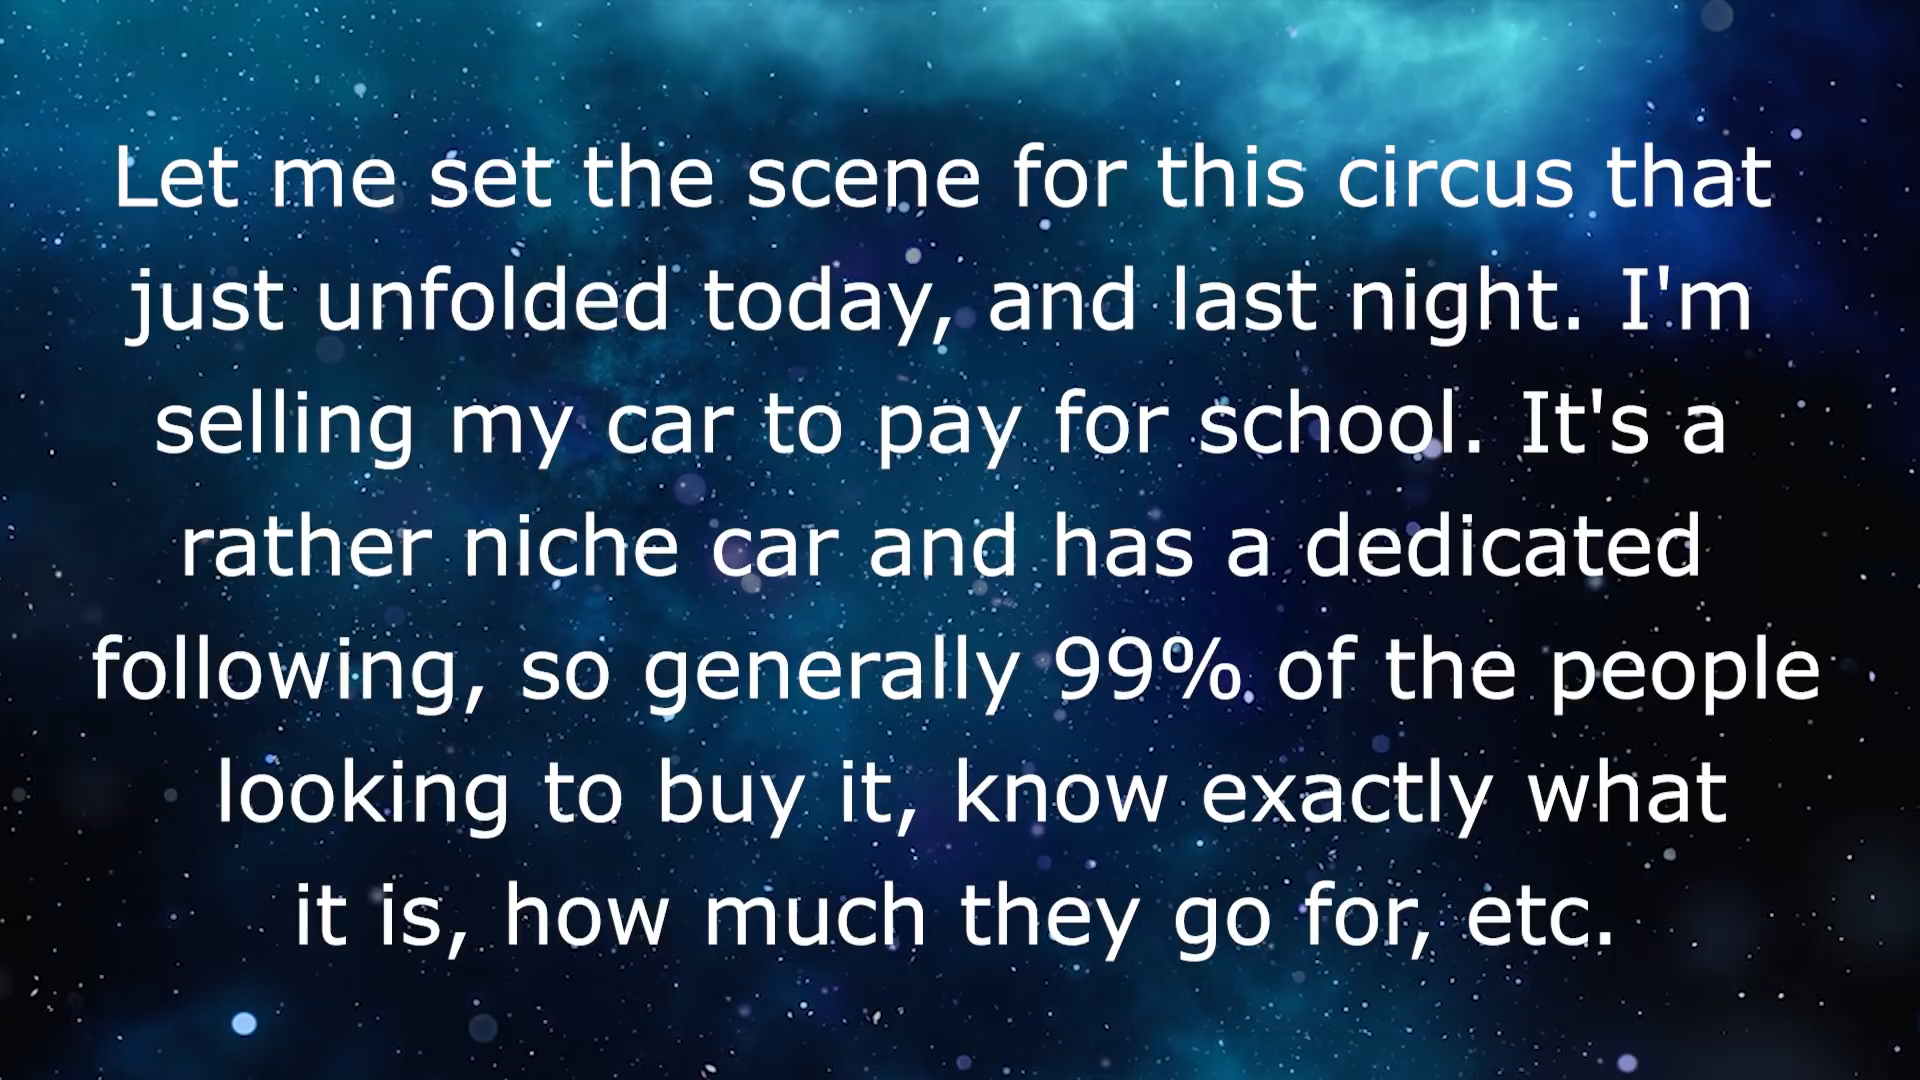 Let me set the scene for this circus that
just unfolded today, and last night. I'm
selling my car to pay for school. It's a
rather niche car and has a dedicated
following, so generally 99% of the people
looking to buy it, know exactly what
it is, how much they go for, etc.